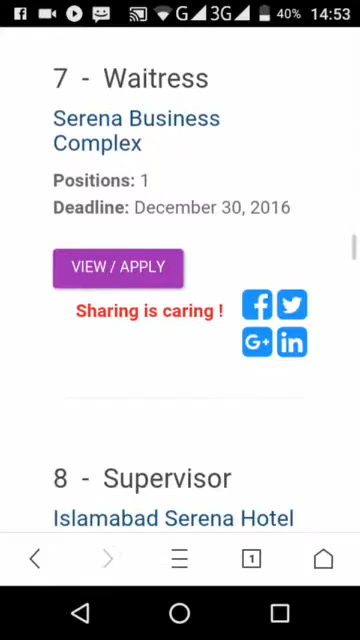 G 3G 40% 14:53
7 - Waitress
Serena Business
Complex
Positions: 1
Deadline: December 30, 2016
VIEW / APPLY
Sharing is caring !
G+ in
8 - Supervisor
Islamabad Serena Hotel
1